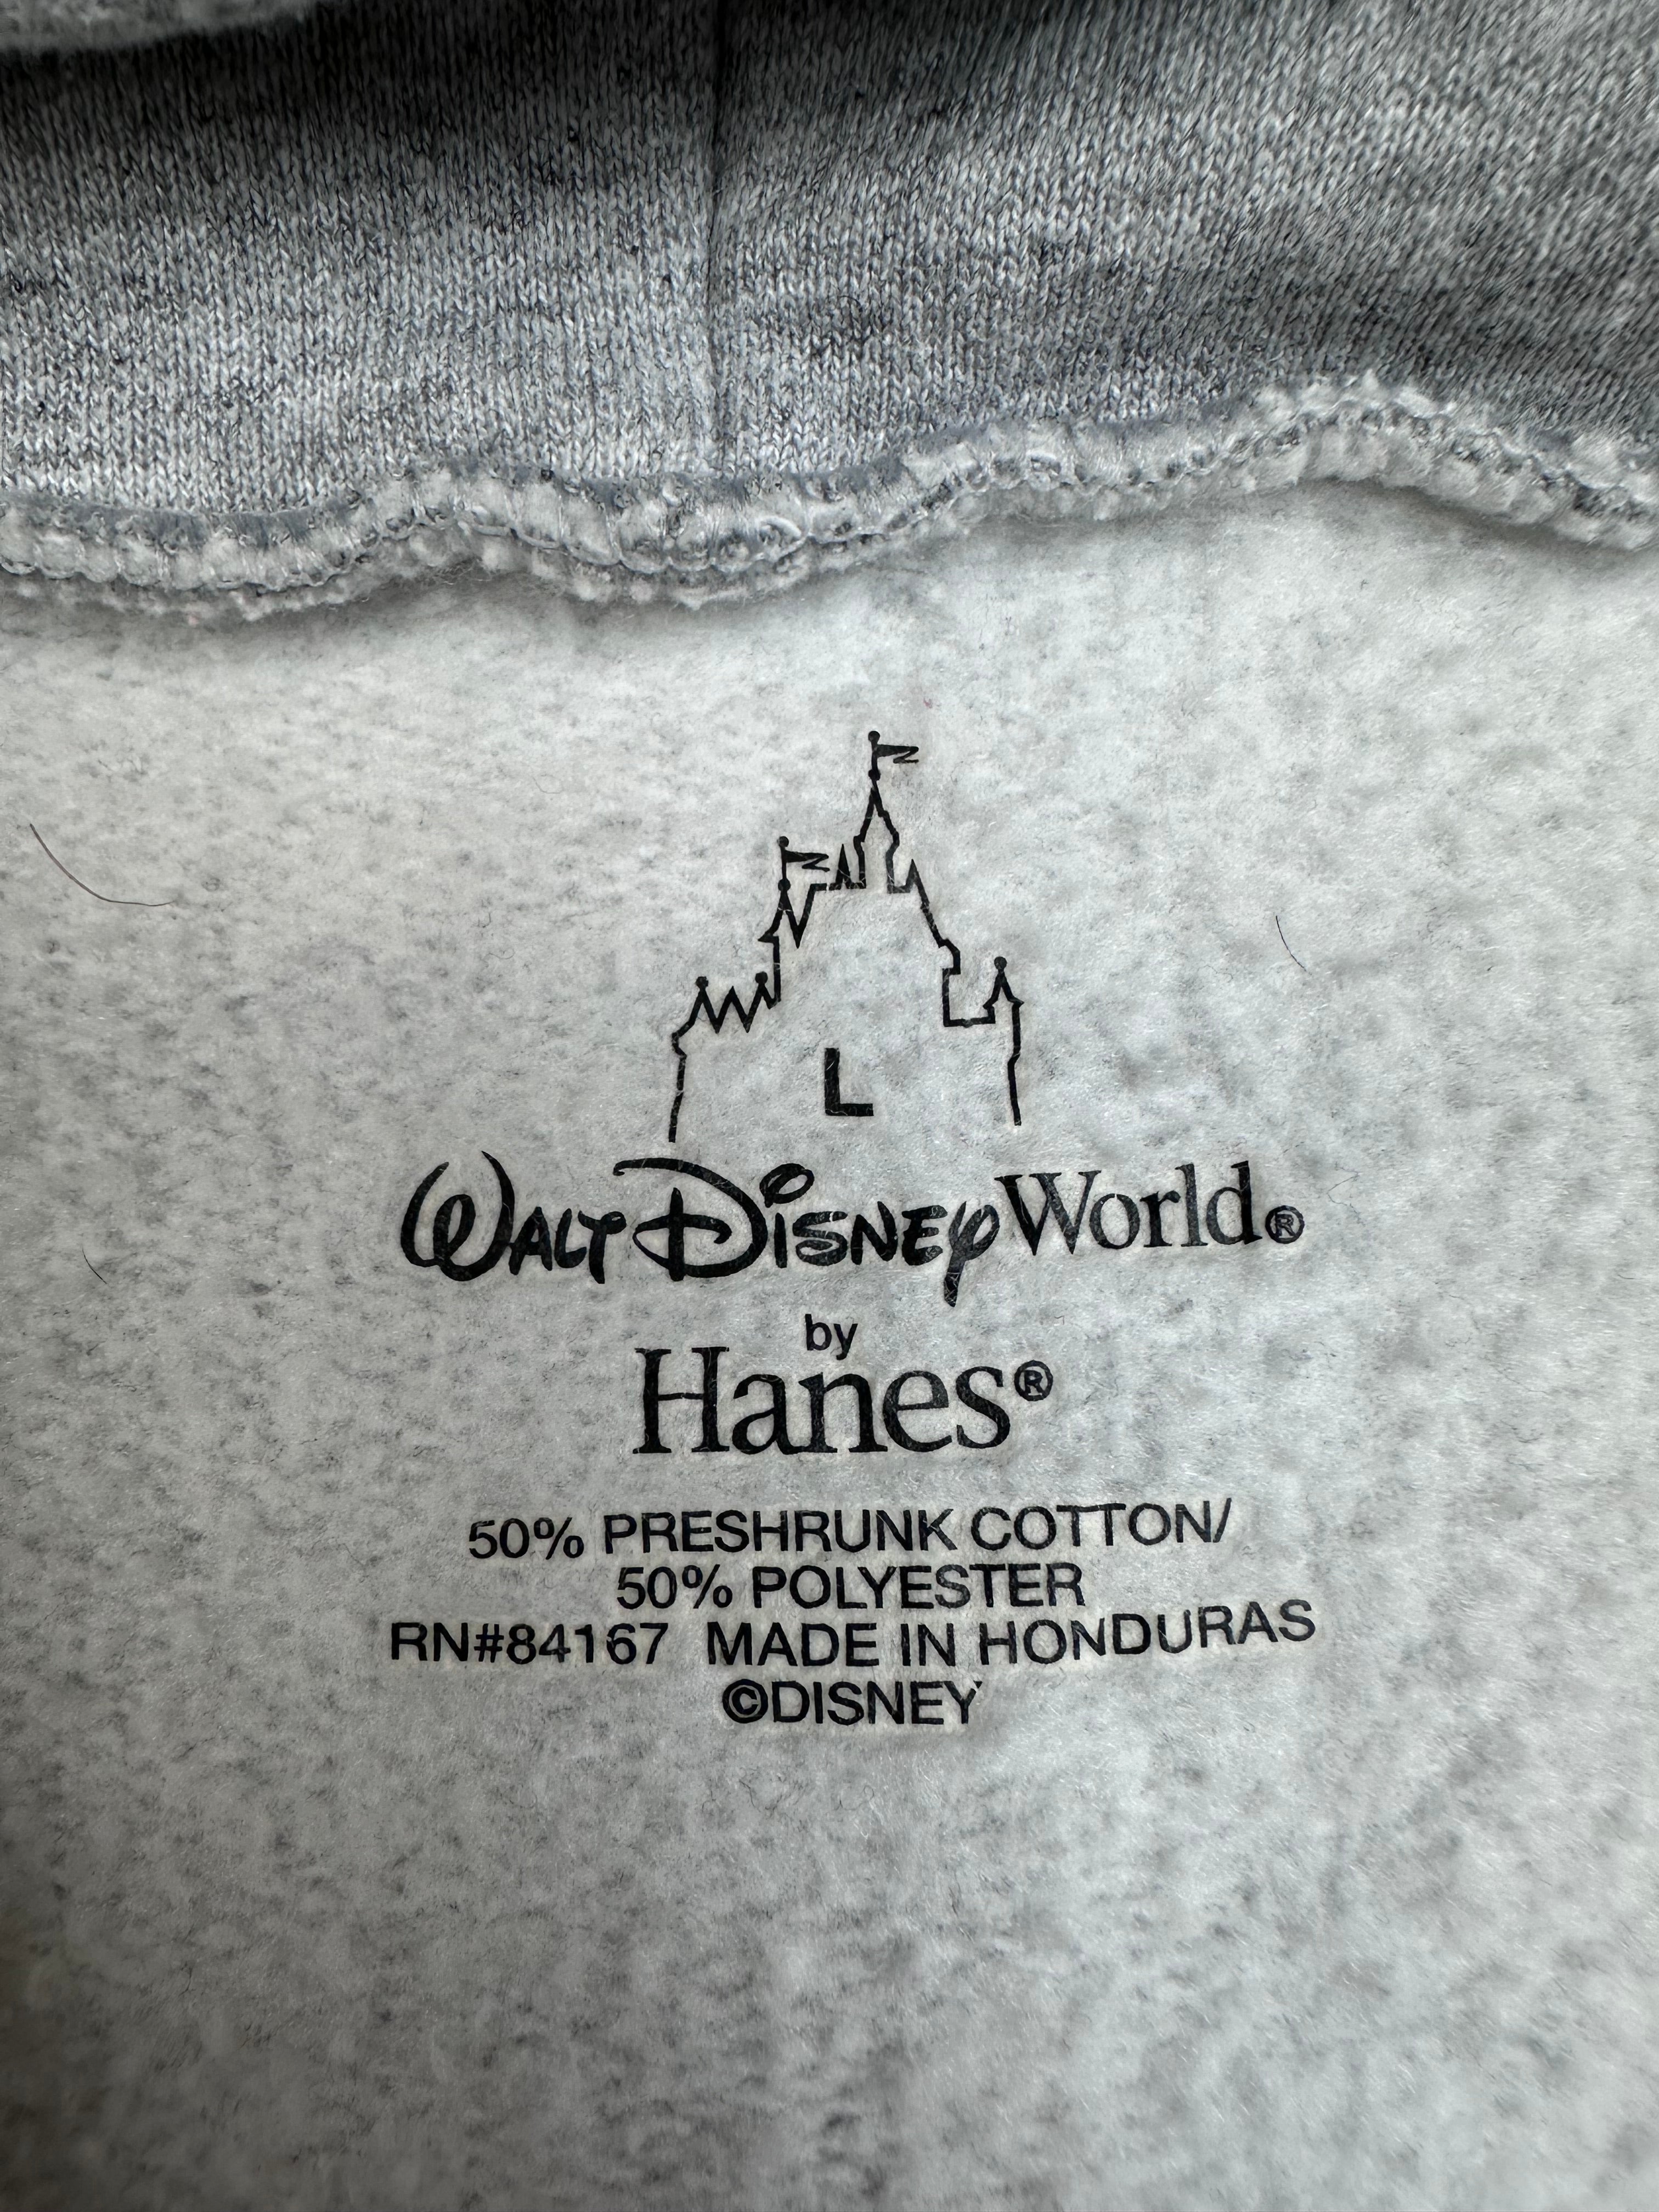 L
WALT DISNEY World®
by
Hanes®
50% PRESHRUNK COTTON/
50% POLYESTER
RN#84167 MADE IN HONDURAS
©DISNEY